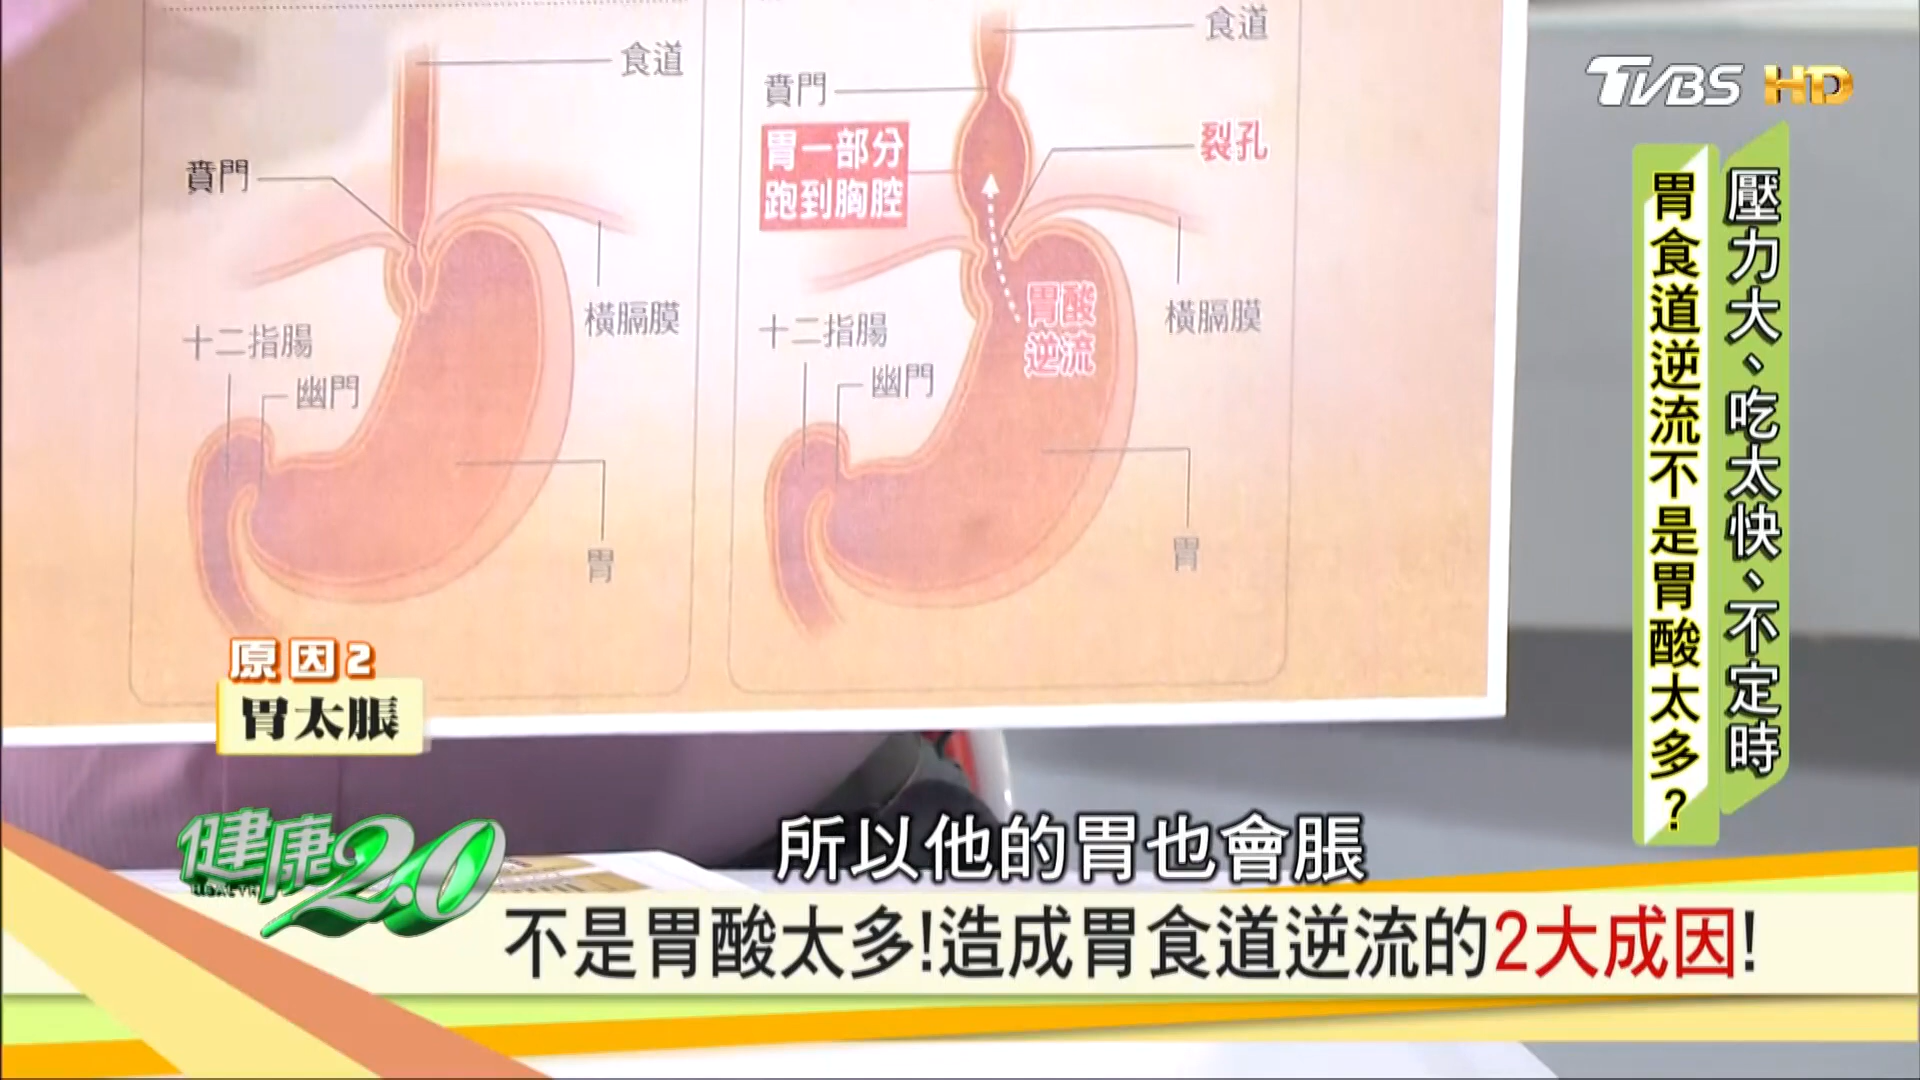 食道
賁門
橫膈膜
十二指腸
幽門
胃
食道
賁門
裂孔
胃一部分
跑到胸腔
胃酸
逆流
橫膈膜
十二指腸
幽門
胃
TVBS HD
壓力大、吃太快、不定時
胃食道逆流不是胃酸太多?
原因2
胃太脹
健康2.0
HEALTH
所以他的胃也會脹
不是胃酸太多!造成胃食道逆流的2大成因!